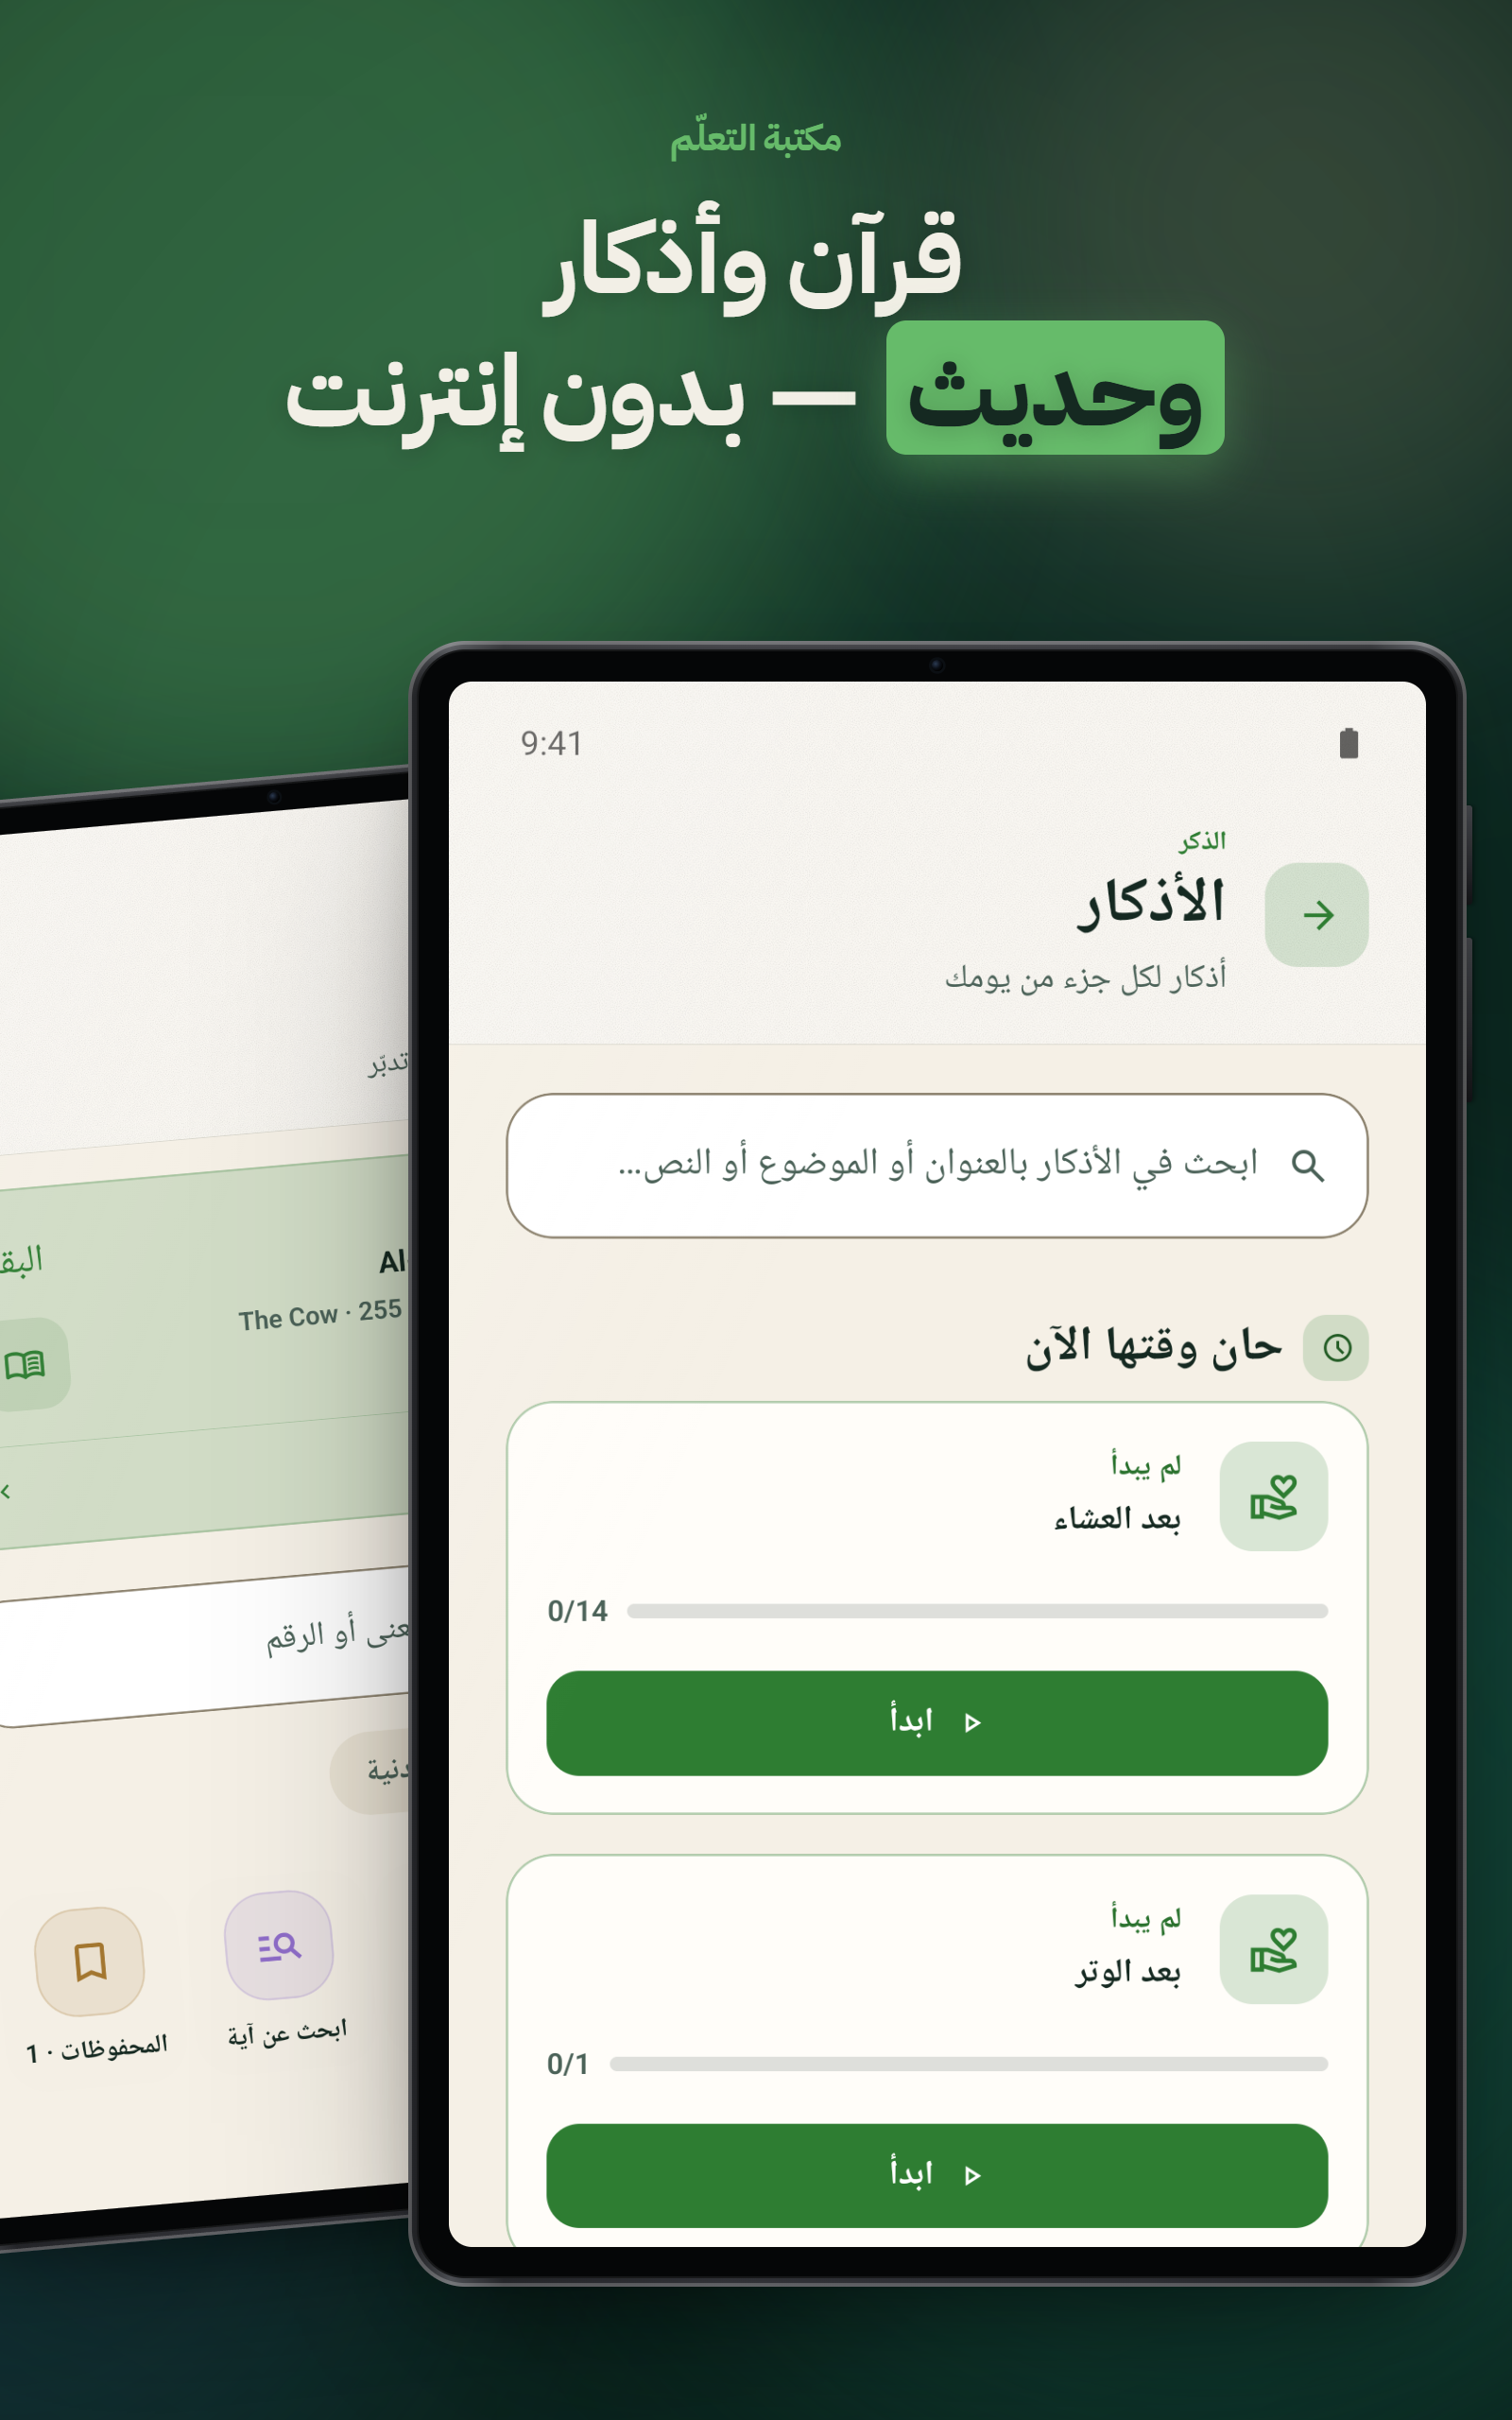 مكتبة التعلّم
قرآن وأذكار
وحديث — بدون إنترنت
9:41
الذكر
الأذكار
أذكار لكل جزء من يومك
ابحث في الأذكار بالعنوان أو الموضوع أو النص...
حان وقتها الآن
لم يبدأ
بعد العشاء
0/14
ابدأ
لم يبدأ
بعد الوتر
0/1
ابدأ
تدبّر
البق
Al
The Cow · 255
أو الرقم
ابحث عن آية
المحفوظات · 1